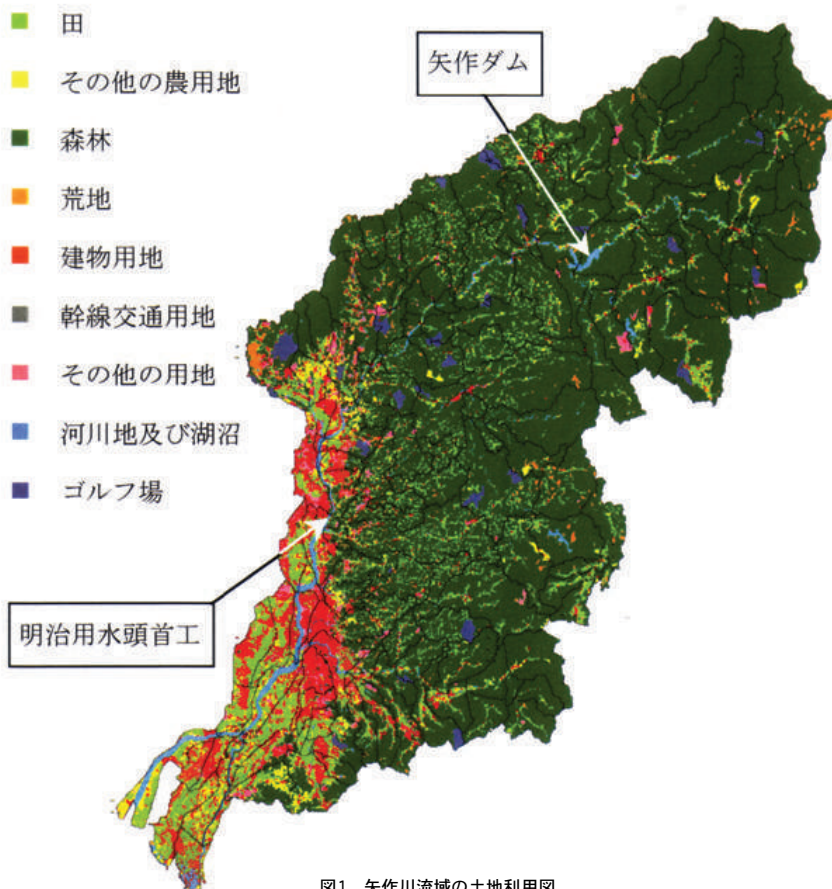 田
その他の農用地
森林
荒地
建物用地
幹線交通用地
その他の用地
河川地及び湖沼
ゴルフ場
矢作ダム
明治用水頭首工
図1 矢作川流域の土地利用図